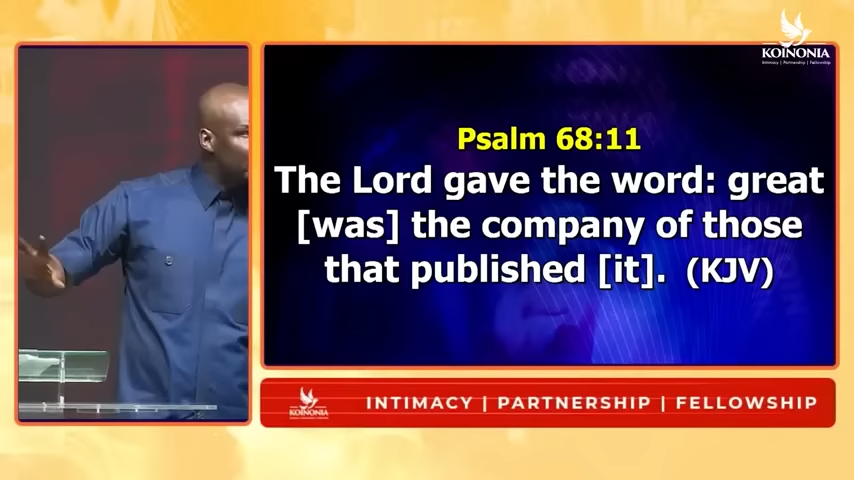 KOINONIA
Intimacy | Partnership | Fellowship
Psalm 68:11
The Lord gave the word: great
[was] the company of those
that published [it]. (KJV)
KOINONIA
INTIMACY | PARTNERSHIP | FELLOWSHIP